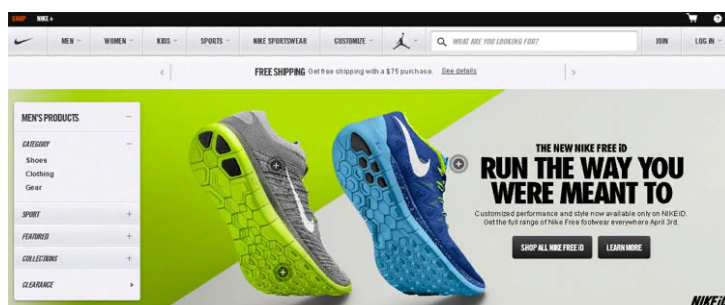 SHOP NIKE+
MEN WOMEN KIDS SPORTS NIKE SPORTSWEAR CUSTOMIZE WHAT ARE YOU LOOKING FOR? JOIN LOG IN
FREE SHIPPING Get free shipping with a $75 purchase. See details
MEN'S PRODUCTS
CATEGORY
Shoes
Clothing
Gear
SPORT
FEATURED
COLLECTIONS
CLEARANCE
THE NEW NIKE FREE iD
RUN THE WAY YOU
WERE MEANT TO
Customized performance and style now available only on NIKEiD.
Get the full range of Nike Free footwear everywhere April 3rd.
SHOP ALL NIKE FREE iD LEARN MORE
NIKEiD